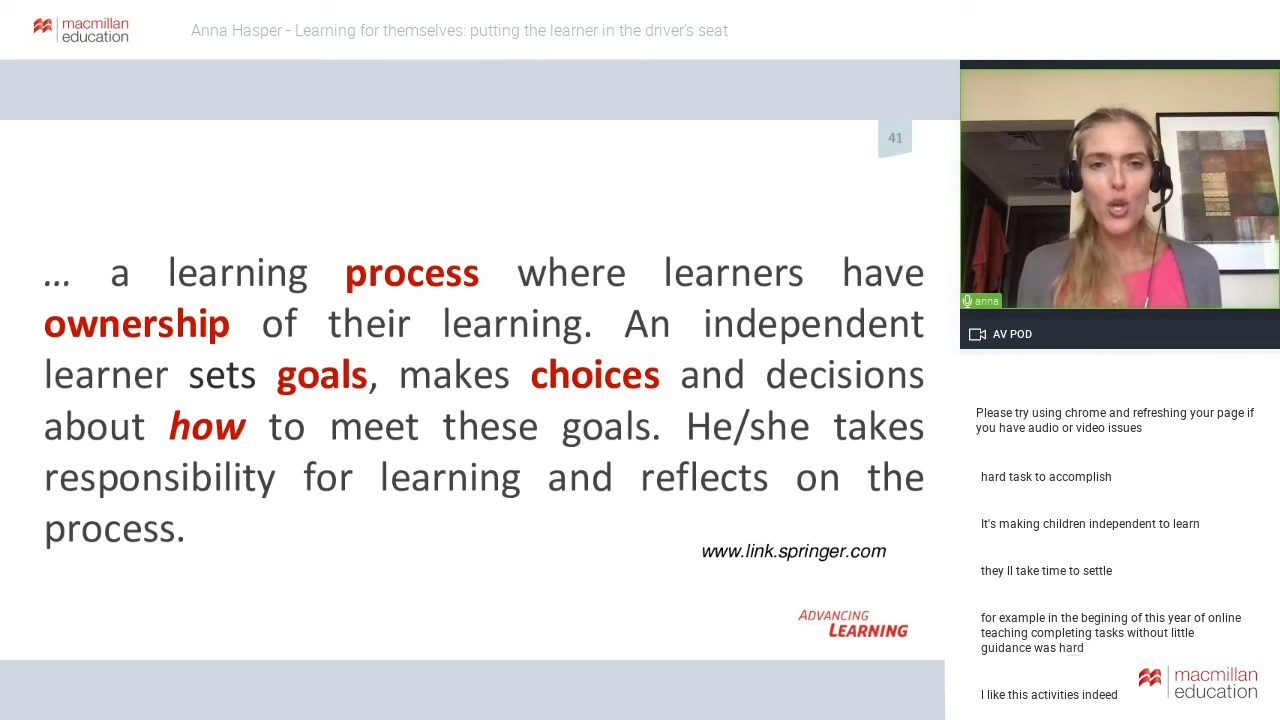 macmillan
education
Anna Hasper - Learning for themselves: putting the learner in the driver's seat
41
... a learning process where learners have
ownership of their learning. An independent
learner sets goals, makes choices and decisions
about how to meet these goals. He/she takes
responsibility for learning and reflects on the
process.
www.link.springer.com
ADVANCING
LEARNING
anna
AV POD
Please try using chrome and refreshing your page if
you have audio or video issues
hard task to accomplish
It's making children independent to learn
they ll take time to settle
for example in the begining of this year of online
teaching completing tasks without little
guidance was hard
I like this activities indeed
macmillan
education